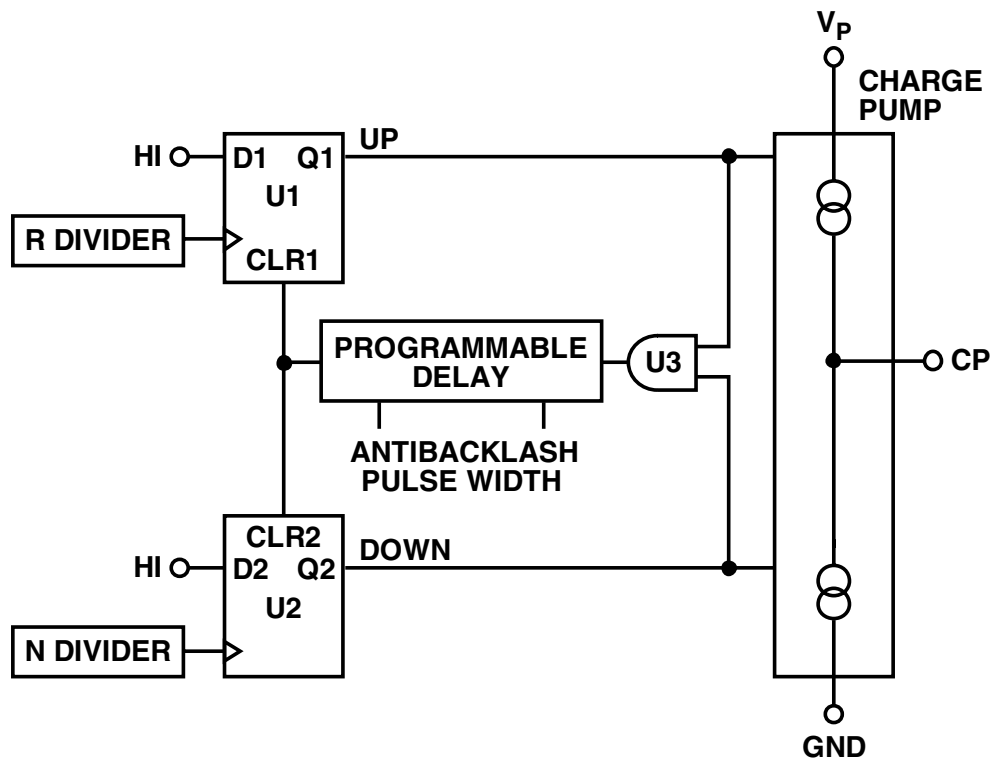 VP
CHARGE
PUMP
UP
HI
D1 Q1
U1
R DIVIDER
CLR1
PROGRAMMABLE
DELAY
U3
CP
ANTIBACKLASH
PULSE WIDTH
CLR2
DOWN
HI
D2 Q2
U2
N DIVIDER
GND